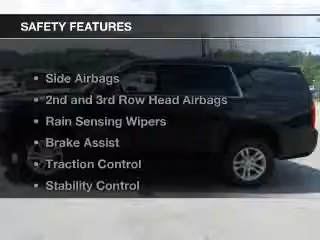 SAFETY FEATURES
• Side Airbags
• 2nd and 3rd Row Head Airbags
• Rain Sensing Wipers
• Brake Assist
• Traction Control
• Stability Control